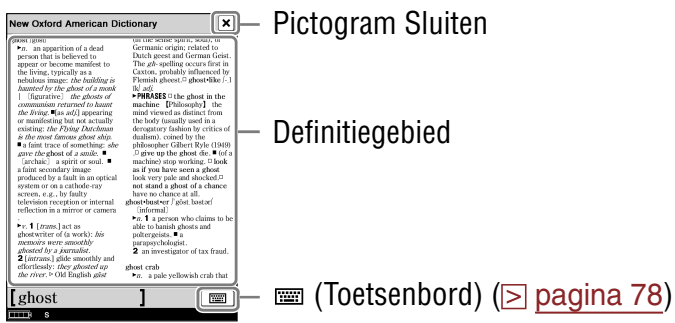 New Oxford American Dictionary
Pictogram Sluiten
ghost |gōst|
►n. an apparition of a dead
person that is believed to
appear or become manifest to
the living, typically as a
nebulous image: the building is
haunted by the ghost of a monk
| [figurative] the ghosts of
communism returned to haunt
the living. ■[as adj.] appearing
or manifesting but not actually
existing: the Flying Dutchman
is the most famous ghost ship.
■ a faint trace of something: she
gave the ghost of a smile. ■
[archaic] a spirit or soul. ■
a faint secondary image
produced by a fault in an optical
system or on a cathode-ray
screen, e.g., by faulty
television reception or internal
reflection in a mirror or camera
.
►v. 1 [trans.] act as
ghostwriter of (a work): his
memoirs were smoothly
ghosted by a journalist.
2 [intrans.] glide smoothly and
effortlessly: they ghosted up
the river. ▷ Old English gāst
(in the sense spirit, soul), of
Germanic origin; related to
Dutch geest and German Geist.
The gh- spelling occurs first in
Caxton, probably influenced by
Flemish gheest.□ ghost•like /-ˌl
īk/ adj.
►PHRASES □ the ghost in the
machine 【Philosophy】 the
mind viewed as distinct from
the body (usually used in a
derogatory fashion by critics of
dualism). coined by the
philosopher Gilbert Ryle (1949)
.□ give up the ghost die. ■ (of a
machine) stop working. □ look
as if you have seen a ghost
look very pale and shocked.□
not stand a ghost of a chance
have no chance at all.
ghost•bust•er /ˈgōstˌbəstər/
[informal]
►n. 1 a person who claims to be
able to banish ghosts and
poltergeists. ■ a
parapsychologist.
2 an investigator of tax fraud.
ghost crab
►n. a pale yellowish crab that
Definitiegebied
[ghost ]
(Toetsenbord) (> pagina 78)
S